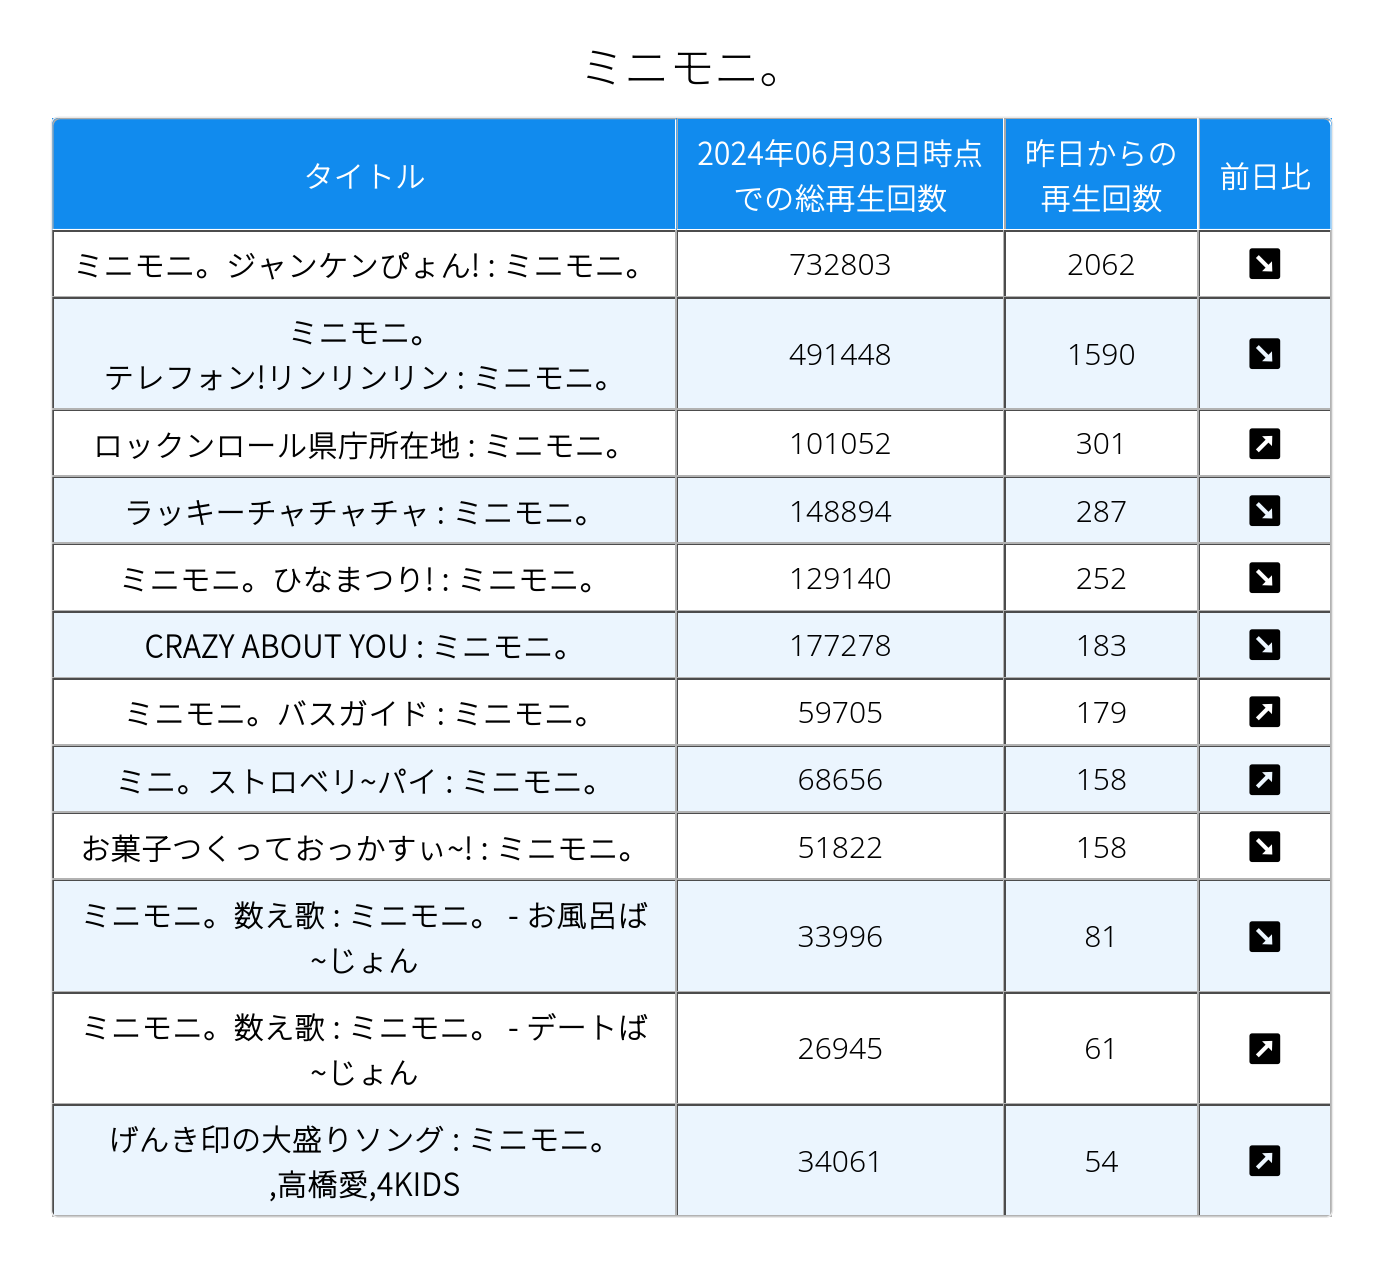 ミニモニ。
タイトル
2024年06月03日時点
での総再生回数
昨日からの
再生回数
前日比
ミニモニ。ジャンケンぴょん! : ミニモニ。 732803 2062
ミニモニ。
テレフォン!リンリンリン : ミニモニ。 491448 1590
ロックンロール県庁所在地 : ミニモニ。 101052 301
ラッキーチャチャチャ : ミニモニ。 148894 287
ミニモニ。ひなまつり! : ミニモニ。 129140 252
CRAZY ABOUT YOU : ミニモニ。 177278 183
ミニモニ。バスガイド : ミニモニ。 59705 179
ミニ。ストロベリ~パイ : ミニモニ。 68656 158
お菓子つくっておっかすぃ~! : ミニモニ。 51822 158
ミニモニ。数え歌 : ミニモニ。 - お風呂ば
~じょん 33996 81
ミニモニ。数え歌 : ミニモニ。 - デートば
~じょん 26945 61
げんき印の大盛りソング : ミニモニ。
,高橋愛,4KIDS 34061 54